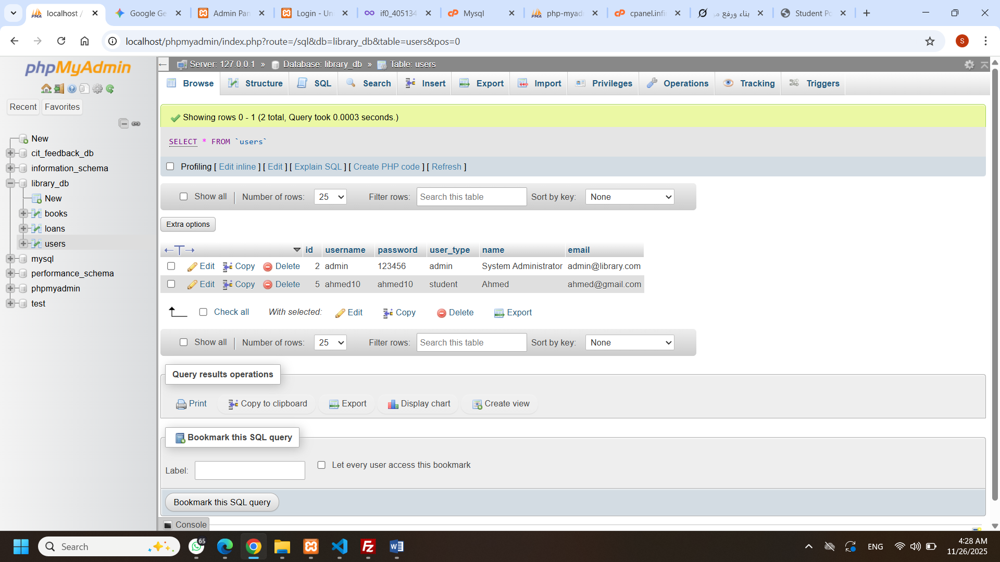 localhost /
Google Ge
Admin Pan
Login - Un
if0_405134
Mysql
php-myad
cpanel.infi
بناء ورفع م
Student Po
localhost/phpmyadmin/index.php?route=/sql&db=library_db&table=users&pos=0
S
phpMyAdmin
Recent Favorites
New
cit_feedback_db
information_schema
library_db
New
books
loans
users
mysql
performance_schema
phpmyadmin
test
Server: 127.0.0.1 » Database: library_db » Table: users
Browse Structure SQL Search Insert Export Import Privileges Operations Tracking Triggers
Showing rows 0 - 1 (2 total, Query took 0.0003 seconds.)
SELECT * FROM `users`
Profiling [ Edit inline ] [ Edit ] [ Explain SQL ] [ Create PHP code ] [ Refresh ]
Show all | Number of rows: 25 Filter rows: Search this table Sort by key: None
Extra options
←T→ id username password user_type name email
Edit Copy Delete 2 admin 123456 admin System Administrator admin@library.com
Edit Copy Delete 5 ahmed10 ahmed10 student Ahmed ahmed@gmail.com
Check all With selected: Edit Copy Delete Export
Show all | Number of rows: 25 Filter rows: Search this table Sort by key: None
Query results operations
Print Copy to clipboard Export Display chart Create view
Bookmark this SQL query
Label: Let every user access this bookmark
Bookmark this SQL query
Console
Search
65
ENG
4:28 AM
11/26/2025